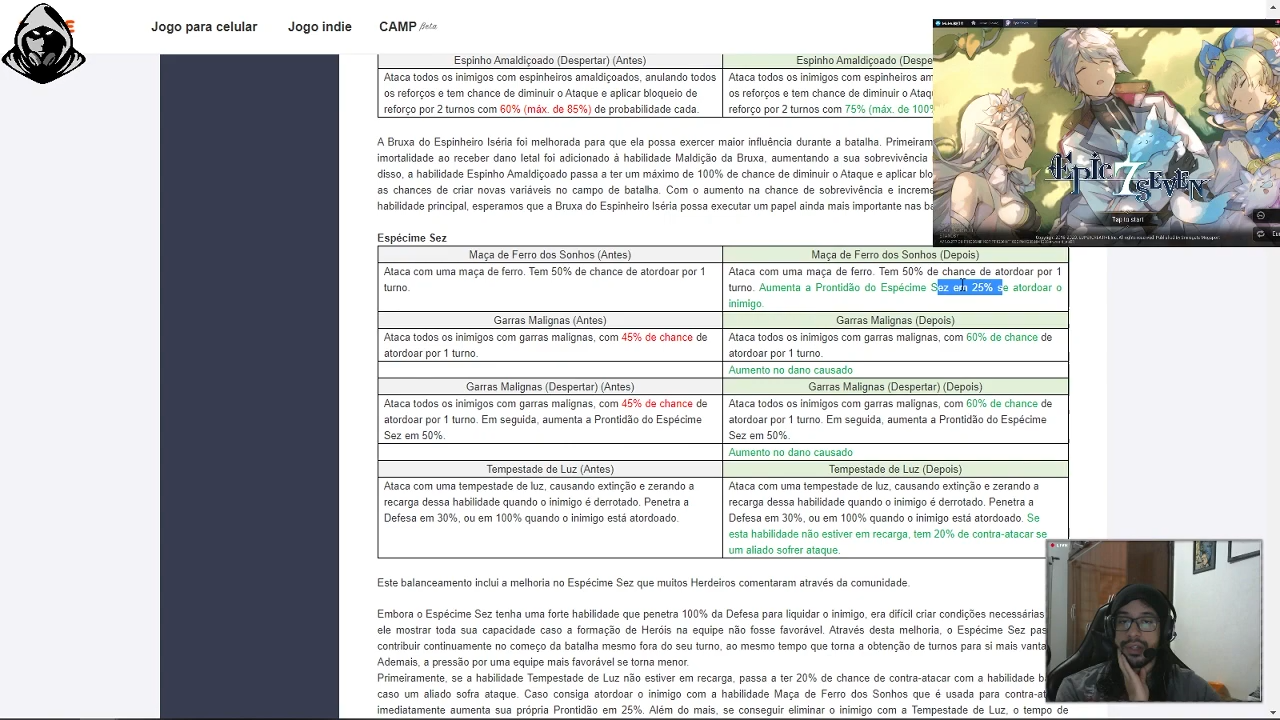 Jogo para celular
Jogo indie
CAMP Beta
Espinho Amaldiçoado (Despertar) (Antes)
Espinho Amaldiçoado (Desp
Ataca todos os inimigos com espinheiros amaldiçoados, anulando todos
os reforços e tem chance de diminuir o Ataque e aplicar bloqueio de
reforço por 2 turnos com 60% (máx. de 85%) de probabilidade cada.
Ataca todos os inimigos com espinheiros am
os reforços e tem chance de diminuir o Ata
reforço por 2 turnos com 75% (máx. de 100%
A Bruxa do Espinheiro Iséria foi melhorada para que ela possa exercer maior influência durante a batalha. Primeiram
imortalidade ao receber dano letal foi adicionado à habilidade Maldição da Bruxa, aumentando a sua sobrevivência
disso, a habilidade Espinho Amaldiçoado passa a ter um máximo de 100% de chance de diminuir o Ataque e aplicar blo
as chances de criar novas variáveis no campo de batalha. Com o aumento na chance de sobrevivência e increme
habilidade principal, esperamos que a Bruxa do Espinheiro Iséria possa executar um papel ainda mais importante nas ba
Epic 7 Seven
Tap to start
Espécime Sez
Maça de Ferro dos Sonhos (Antes)
Maça de Ferro dos Sonhos (Depois)
Ataca com uma maça de ferro. Tem 50% de chance de atordoar por 1
turno.
Ataca com uma maça de ferro. Tem 50% de chance de atordoar por 1
turno. Aumenta a Prontidão do Espécime Sez em 25% se atordoar o
inimigo.
Garras Malignas (Antes)
Garras Malignas (Depois)
Ataca todos os inimigos com garras malignas, com 45% de chance de
atordoar por 1 turno.
Ataca todos os inimigos com garras malignas, com 60% de chance de
atordoar por 1 turno.
Aumento no dano causado
Garras Malignas (Despertar) (Antes)
Garras Malignas (Despertar) (Depois)
Ataca todos os inimigos com garras malignas, com 45% de chance de
atordoar por 1 turno. Em seguida, aumenta a Prontidão do Espécime
Sez em 50%.
Ataca todos os inimigos com garras malignas, com 60% de chance de
atordoar por 1 turno. Em seguida, aumenta a Prontidão do Espécime
Sez em 50%.
Aumento no dano causado
Tempestade de Luz (Antes)
Tempestade de Luz (Depois)
Ataca com uma tempestade de luz, causando extinção e zerando a
recarga dessa habilidade quando o inimigo é derrotado. Penetra a
Defesa em 30%, ou em 100% quando o inimigo está atordoado.
Ataca com uma tempestade de luz, causando extinção e zerando a
recarga dessa habilidade quando o inimigo é derrotado. Penetra a
Defesa em 30%, ou em 100% quando o inimigo está atordoado. Se
esta habilidade não estiver em recarga, tem 20% de contra-atacar se
um aliado sofrer ataque.
Este balanceamento inclui a melhoria no Espécime Sez que muitos Herdeiros comentaram através da comunidade.
Embora o Espécime Sez tenha uma forte habilidade que penetra 100% da Defesa para liquidar o inimigo, era difícil criar condições necessárias
ele mostrar toda sua capacidade caso a formação de Heróis na equipe não fosse favorável. Através desta melhoria, o Espécime Sez pas
contribuir continuamente no começo da batalha mesmo fora do seu turno, ao mesmo tempo que torna a obtenção de turnos para si mais vanta
Ademais, a pressão por uma equipe mais favorável se torna menor.
Primeiramente, se a habilidade Tempestade de Luz não estiver em recarga, passa a ter 20% de chance de contra-atacar com a habilidade b
caso um aliado sofra ataque. Caso consiga atordoar o inimigo com a habilidade Maça de Ferro dos Sonhos que é usada para contra-at
imediatamente aumenta sua própria Prontidão em 25%. Além do mais, se conseguir eliminar o inimigo com a Tempestade de Luz, o tempo de